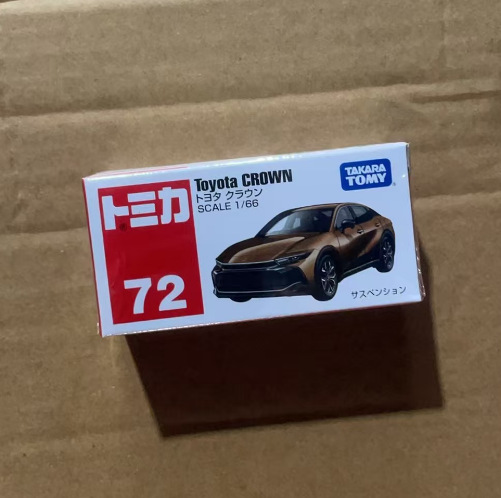 トミカ
72
Toyota CROWN
トヨタ クラウン
SCALE 1/66
TAKARA
TOMY
サスペンション